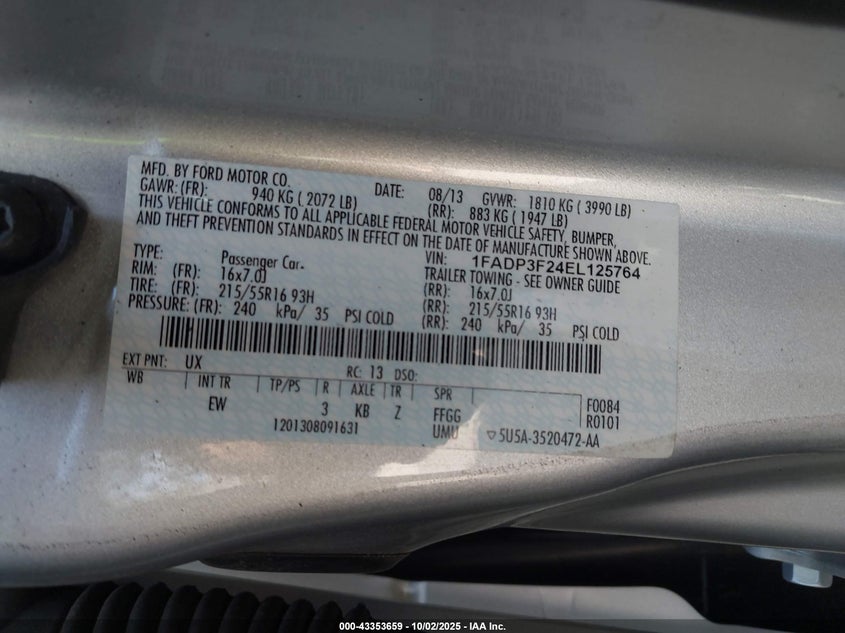 MFD. BY FORD MOTOR CO. DATE: 08/13 GVWR: 1810 KG ( 3990 LB)
GAWR: (FR): 940 KG ( 2072 LB) (RR): 883 KG ( 1947 LB)
THIS VEHICLE CONFORMS TO ALL APPLICABLE FEDERAL MOTOR VEHICLE SAFETY, BUMPER,
AND THEFT PREVENTION STANDARDS IN EFFECT ON THE DATE OF MANUFACTURE SHOWN ABOVE.
VIN: 1FADP3F24EL125764
TYPE: Passenger Car. TRAILER TOWING - SEE OWNER GUIDE
RIM: (FR): 16x7.0J (RR): 16x7.0J
TIRE: (FR): 215/55R16 93H (RR): 215/55R16 93H
PRESSURE: (FR): 240 kPa/ 35 PSI COLD (RR): 240 kPa/ 35 PSI COLD
EXT PNT: UX RC: 13 DSO:
WB INT TR TP/PS R AXLE TR SPR F0084
EW 3 KB Z FFGG R0101
1201308091631 UMU 5U5A-3520472-AA
000-43353659 - 10/02/2025 - IAA Inc.